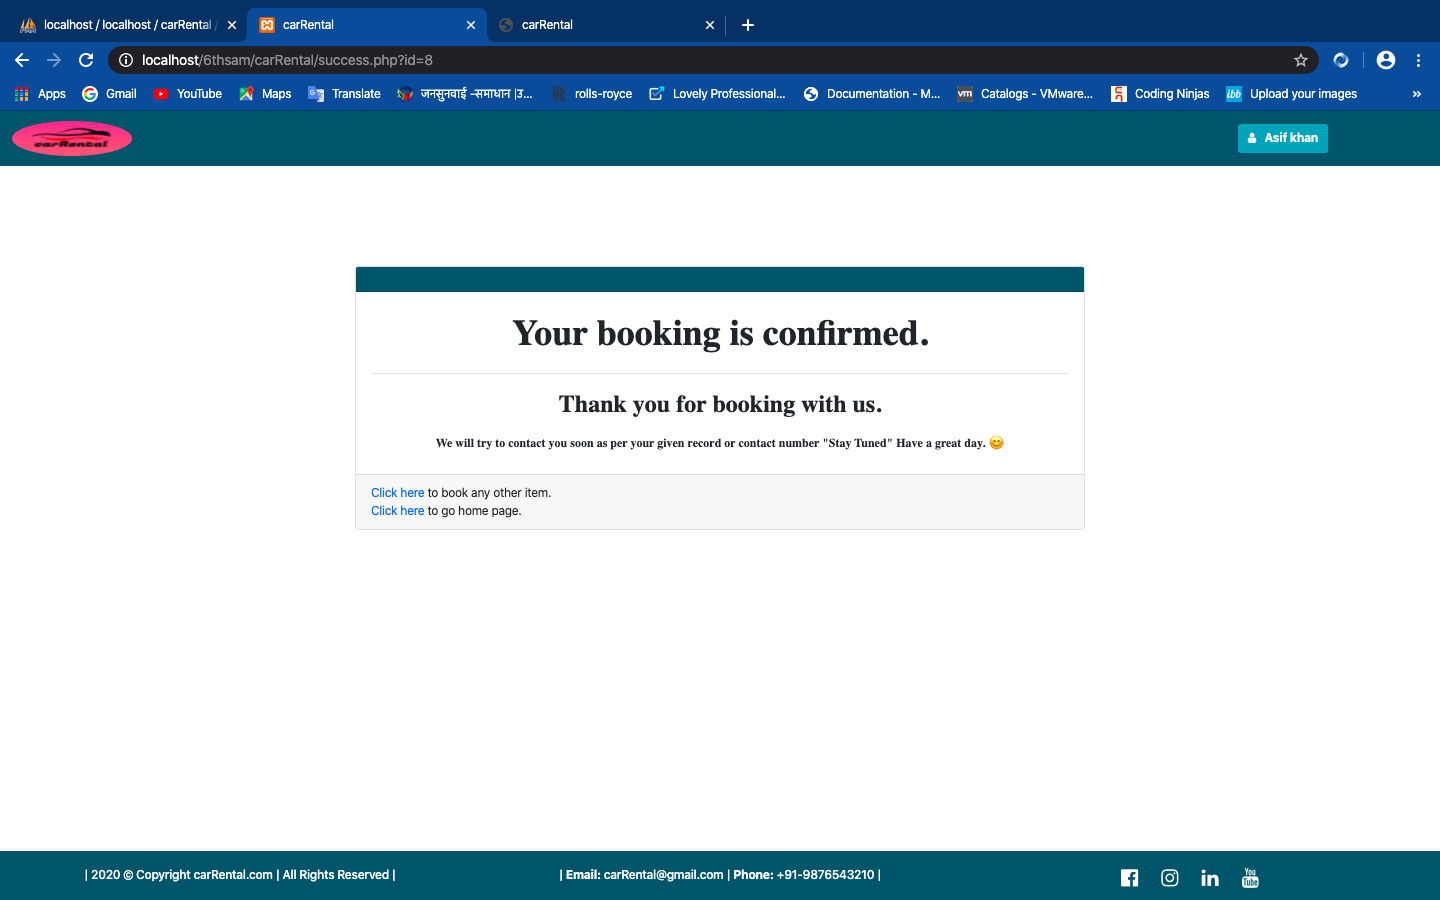 localhost / localhost / carRental /
carRental
carRental
localhost/6thsam/carRental/success.php?id=8
Apps
Gmail
YouTube
Maps
Translate
जनसुनवाई -समाधान |उ...
rolls-royce
Lovely Professional...
Documentation - M...
vm
Catalogs - VMware...
Coding Ninjas
ibb
Upload your images
»
carRental
Asif khan
Your booking is confirmed.
Thank you for booking with us.
We will try to contact you soon as per your given record or contact number "Stay Tuned" Have a great day. 😊
Click here to book any other item.
Click here to go home page.
| 2020 © Copyright carRental.com | All Rights Reserved |
| Email: carRental@gmail.com | Phone: +91-9876543210 |
You
Tube